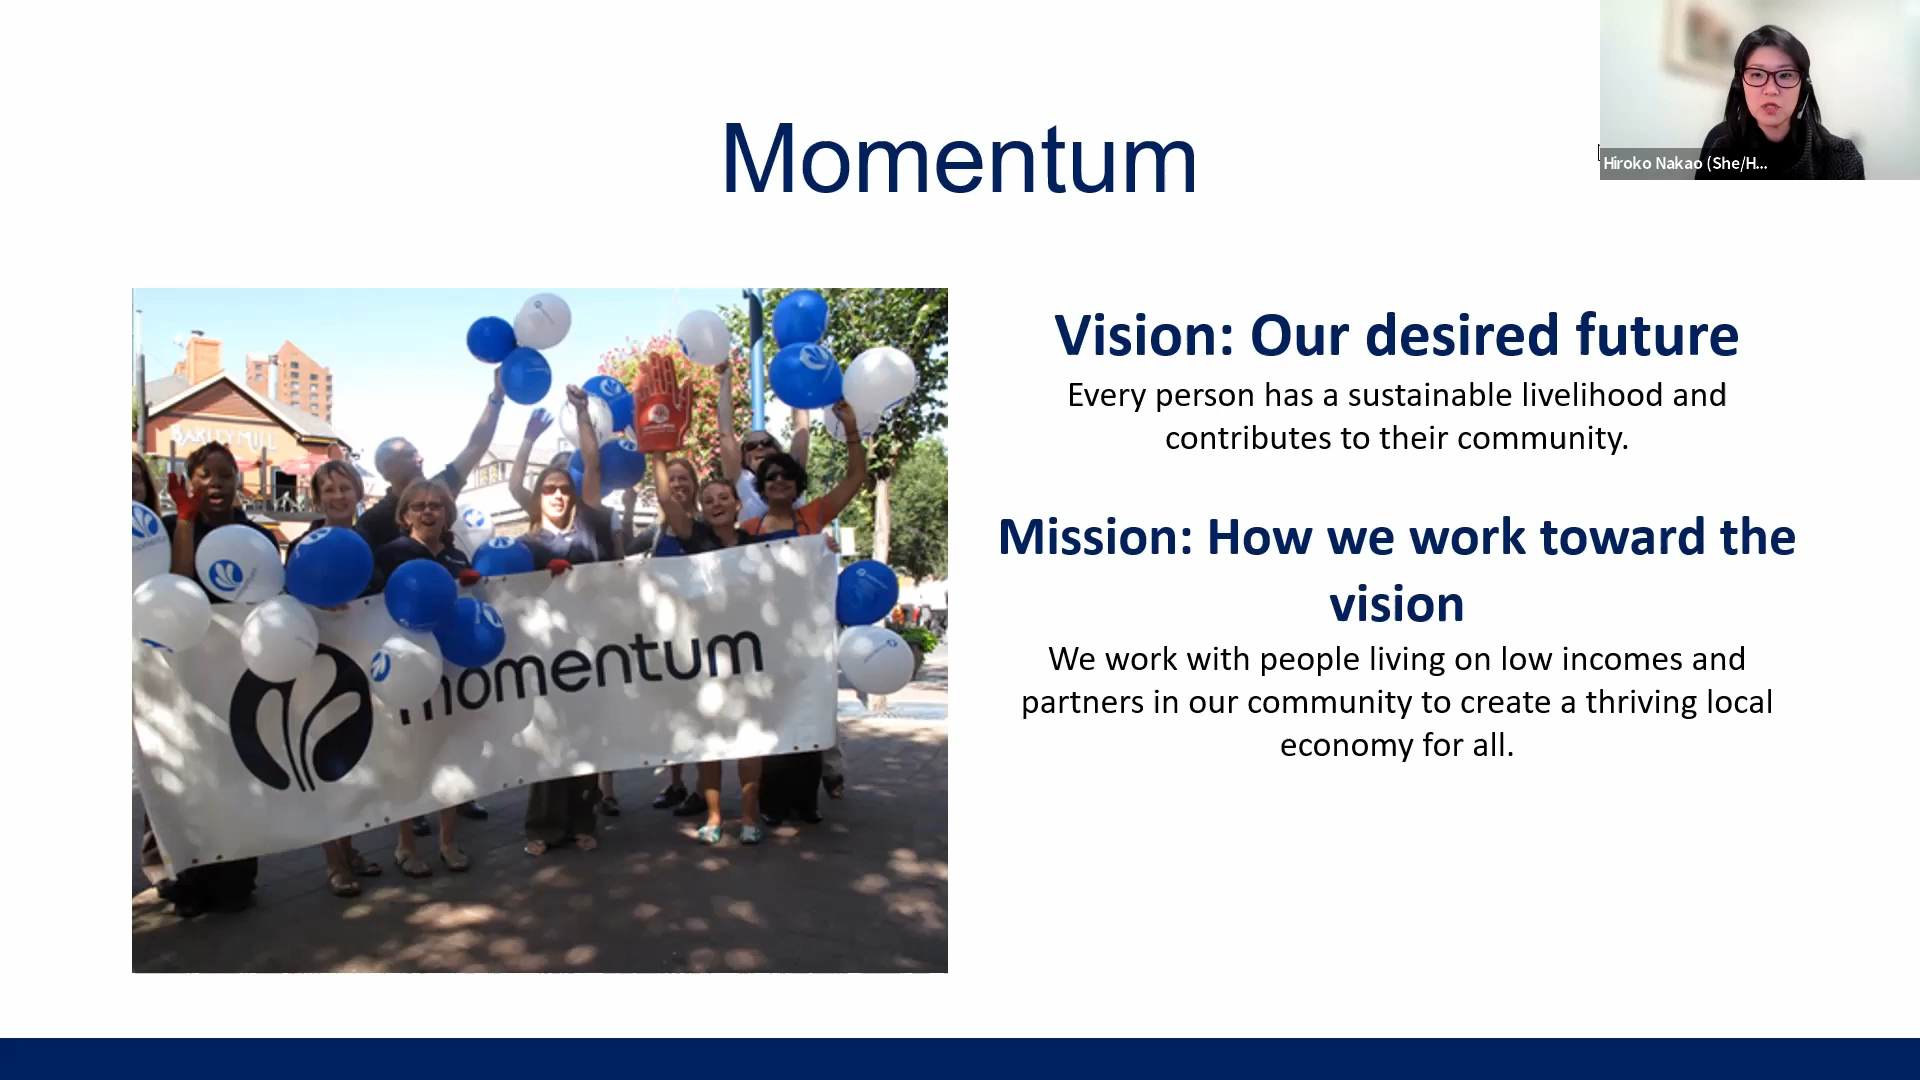 Momentum
Hiroko Nakao (She/H...
Vision: Our desired future
Every person has a sustainable livelihood and
contributes to their community.
Mission: How we work toward the
vision
We work with people living on low incomes and
partners in our community to create a thriving local
economy for all.
BARLEY MILL
momentum